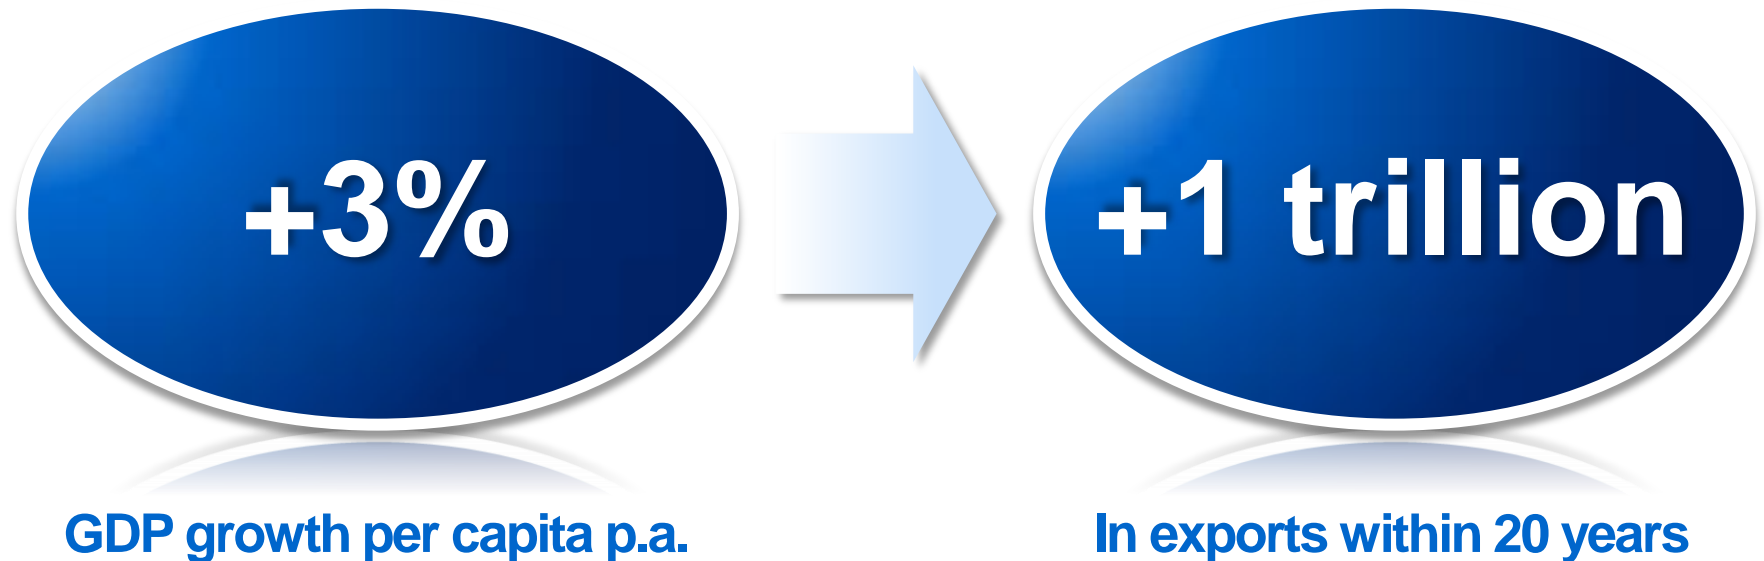 +3%
+1 trillion
GDP growth per capita p.a.
In exports within 20 years